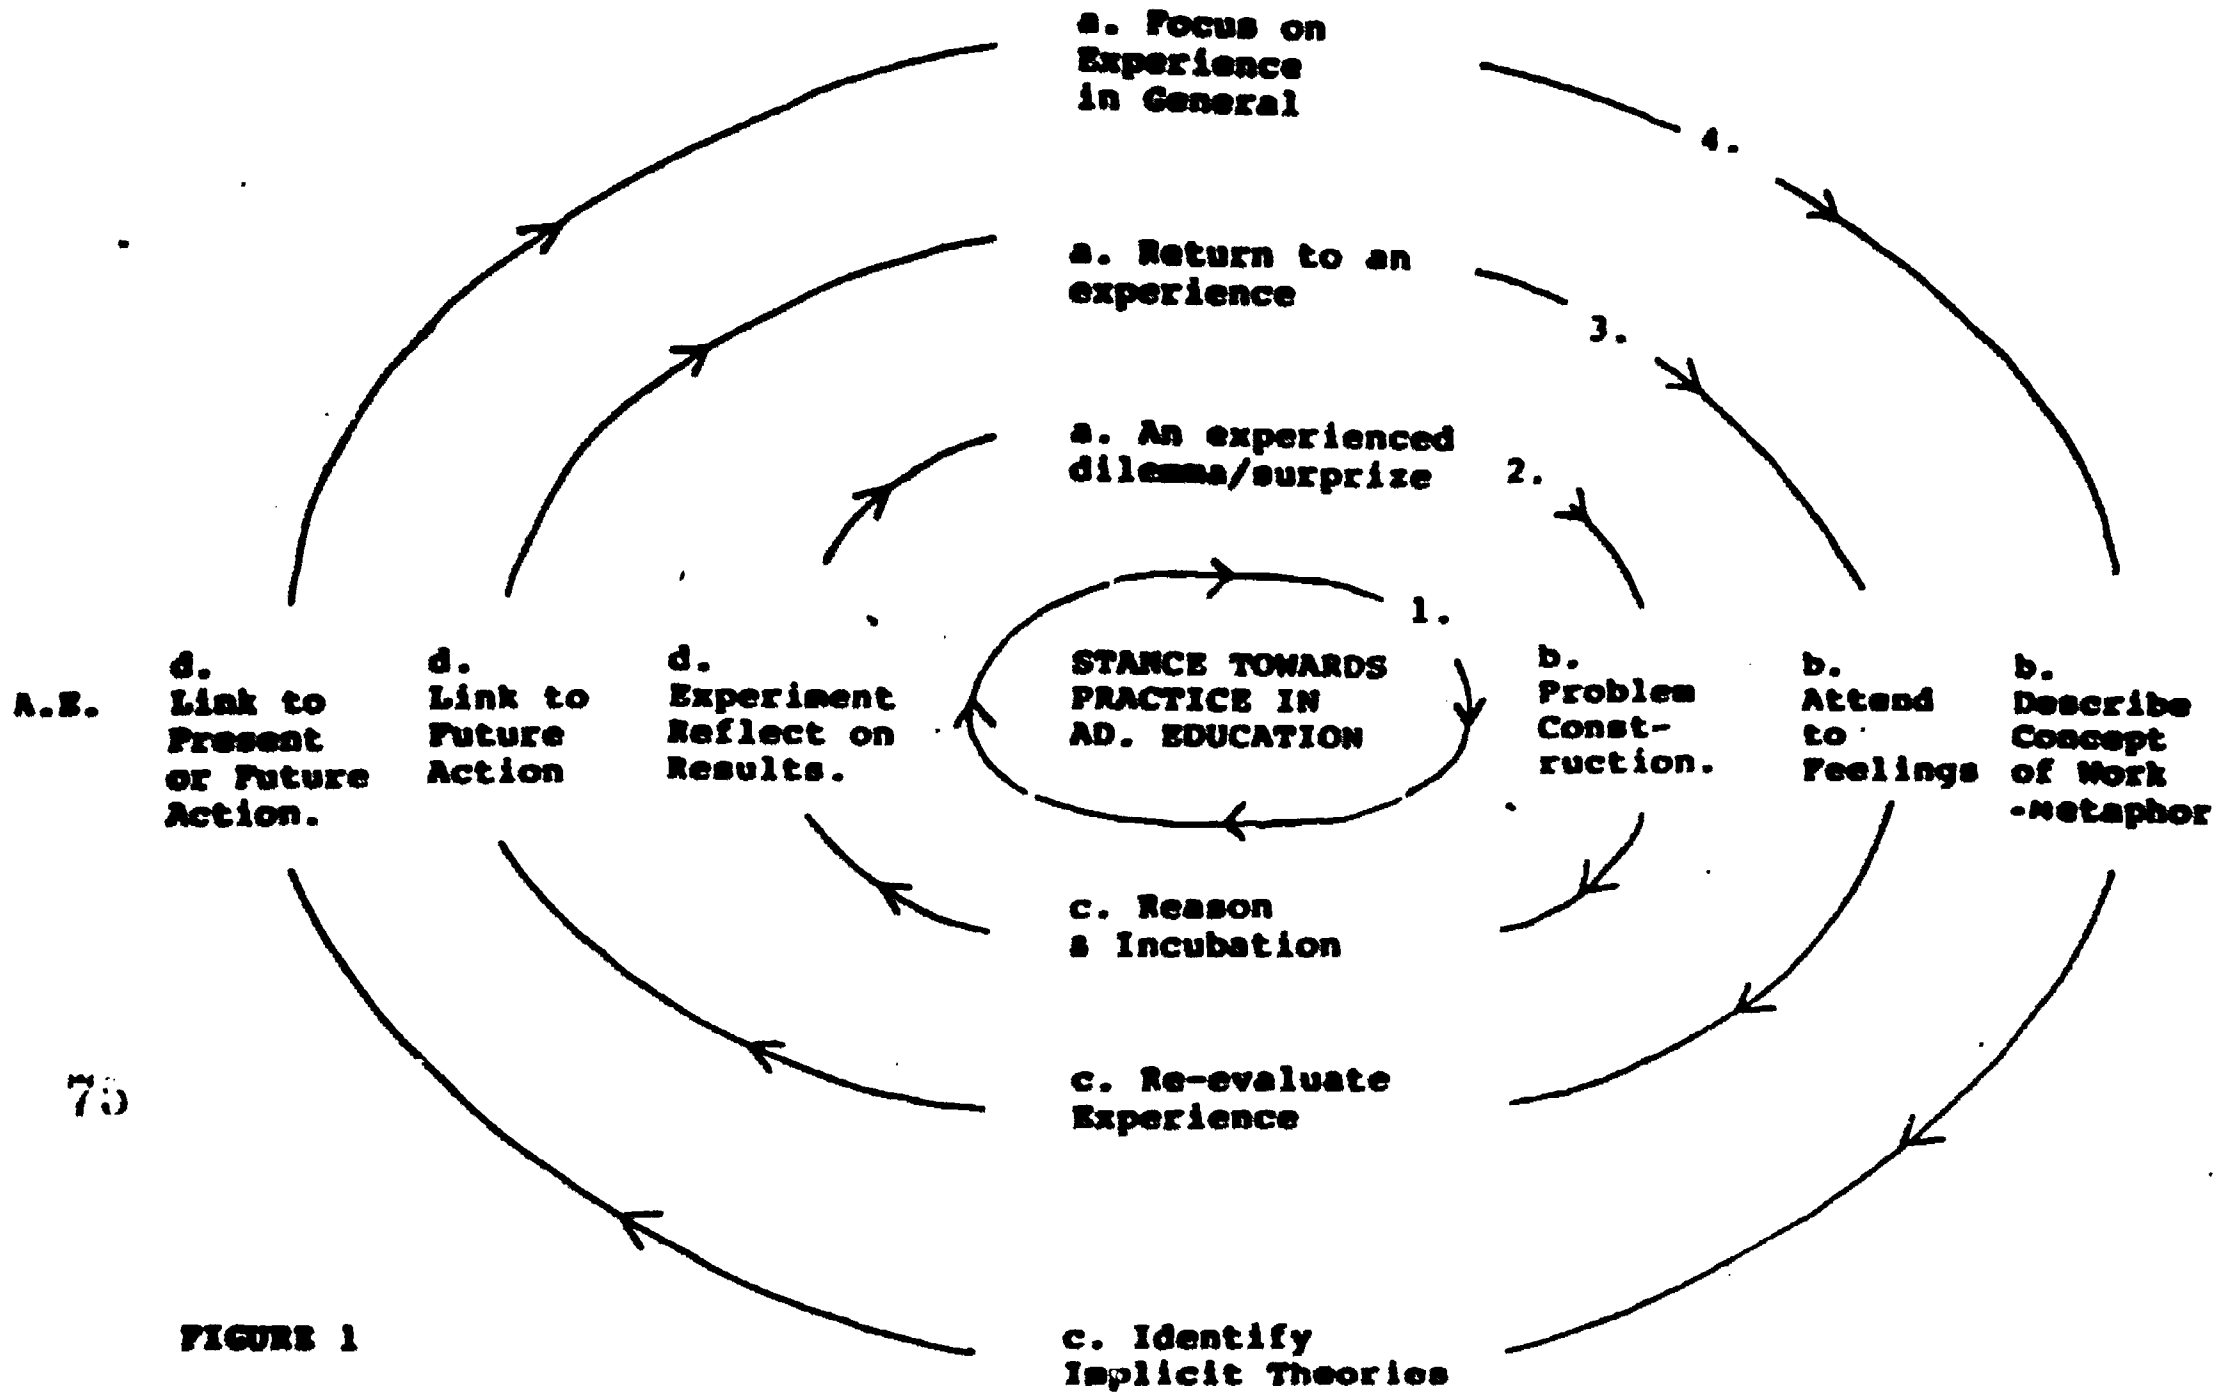 a. Focus on
Experience
in General
4.
a. Return to an
experience
3.
a. An experienced
dilemma/surprize
2.
1.
STANCE TOWARDS
PRACTICE IN
AD. EDUCATION
A.E.
d.
Link to
Present
or Future
Action.
d.
Link to
Future
Action
d.
Experiment
Reflect on
Results.
b.
Problem
Const-
ruction.
b.
Attend
to
Feelings
b.
Describe
Concept
of Work
-Metaphor
c. Reason
& Incubation
c. Re-evaluate
Experience
75
c. Identify
Implicit Theories
FIGURE 1